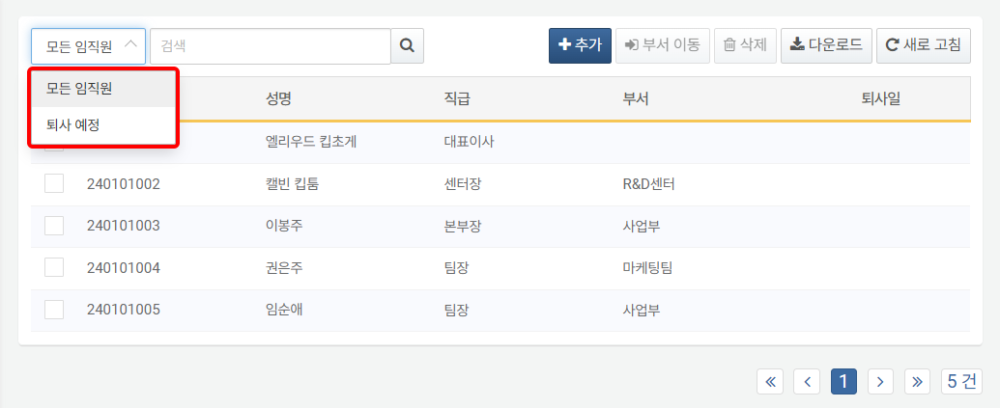 모든 임직원 검색 추가 부서 이동 삭제 다운로드 새로 고침
모든 임직원
성명 직급 부서 퇴사일
퇴사 예정
엘리우드 킵초게 대표이사
240101002 캘빈 킵툼 센터장 R&D센터
240101003 이봉주 본부장 사업부
240101004 권은주 팀장 마케팅팀
240101005 임순애 팀장 사업부
1 5 건